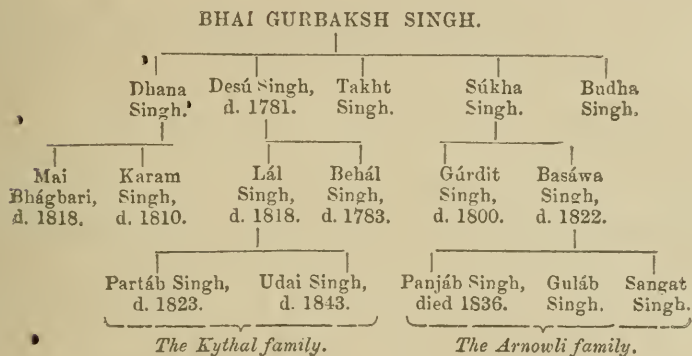 BHAI GURBAKSH SINGH.
Dhana Desú Singh, Takht Súkha Budha
Singh. d. 1781. Singh. Singh. Singh.
Mai Karam Lál Behál Gúrdit Basáwa
Bhágbari, Singh, Singh, Singh, Singh, Singh,
d. 1818. d. 1810. d. 1818. d. 1783. d. 1800. d. 1822.
Partáb Singh, Udai Singh, Panjáb Singh, Guláb Sangat
d. 1823. d. 1843. died 1836. Singh. Singh.
The Kythal family. The Arnowli family.